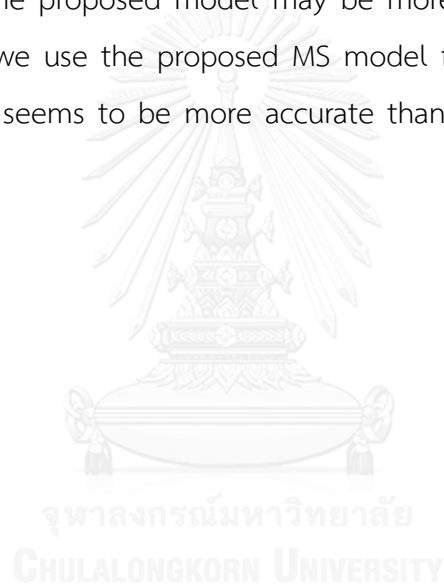 he proposed model may be more
we use the proposed MS model f
seems to be more accurate than
จุฬาลงกรณ์มหาวิทยาลัย
CHULALONGKORN UNIVERSITY